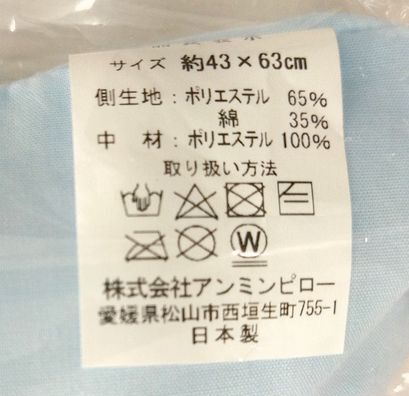 サイズ 約43×63cm
側生地：ポリエステル 65%
綿 35%
中 材：ポリエステル 100%
取り扱い方法
W
株式会社アンミンピロー
愛媛県松山市西垣生町755-1
日本製